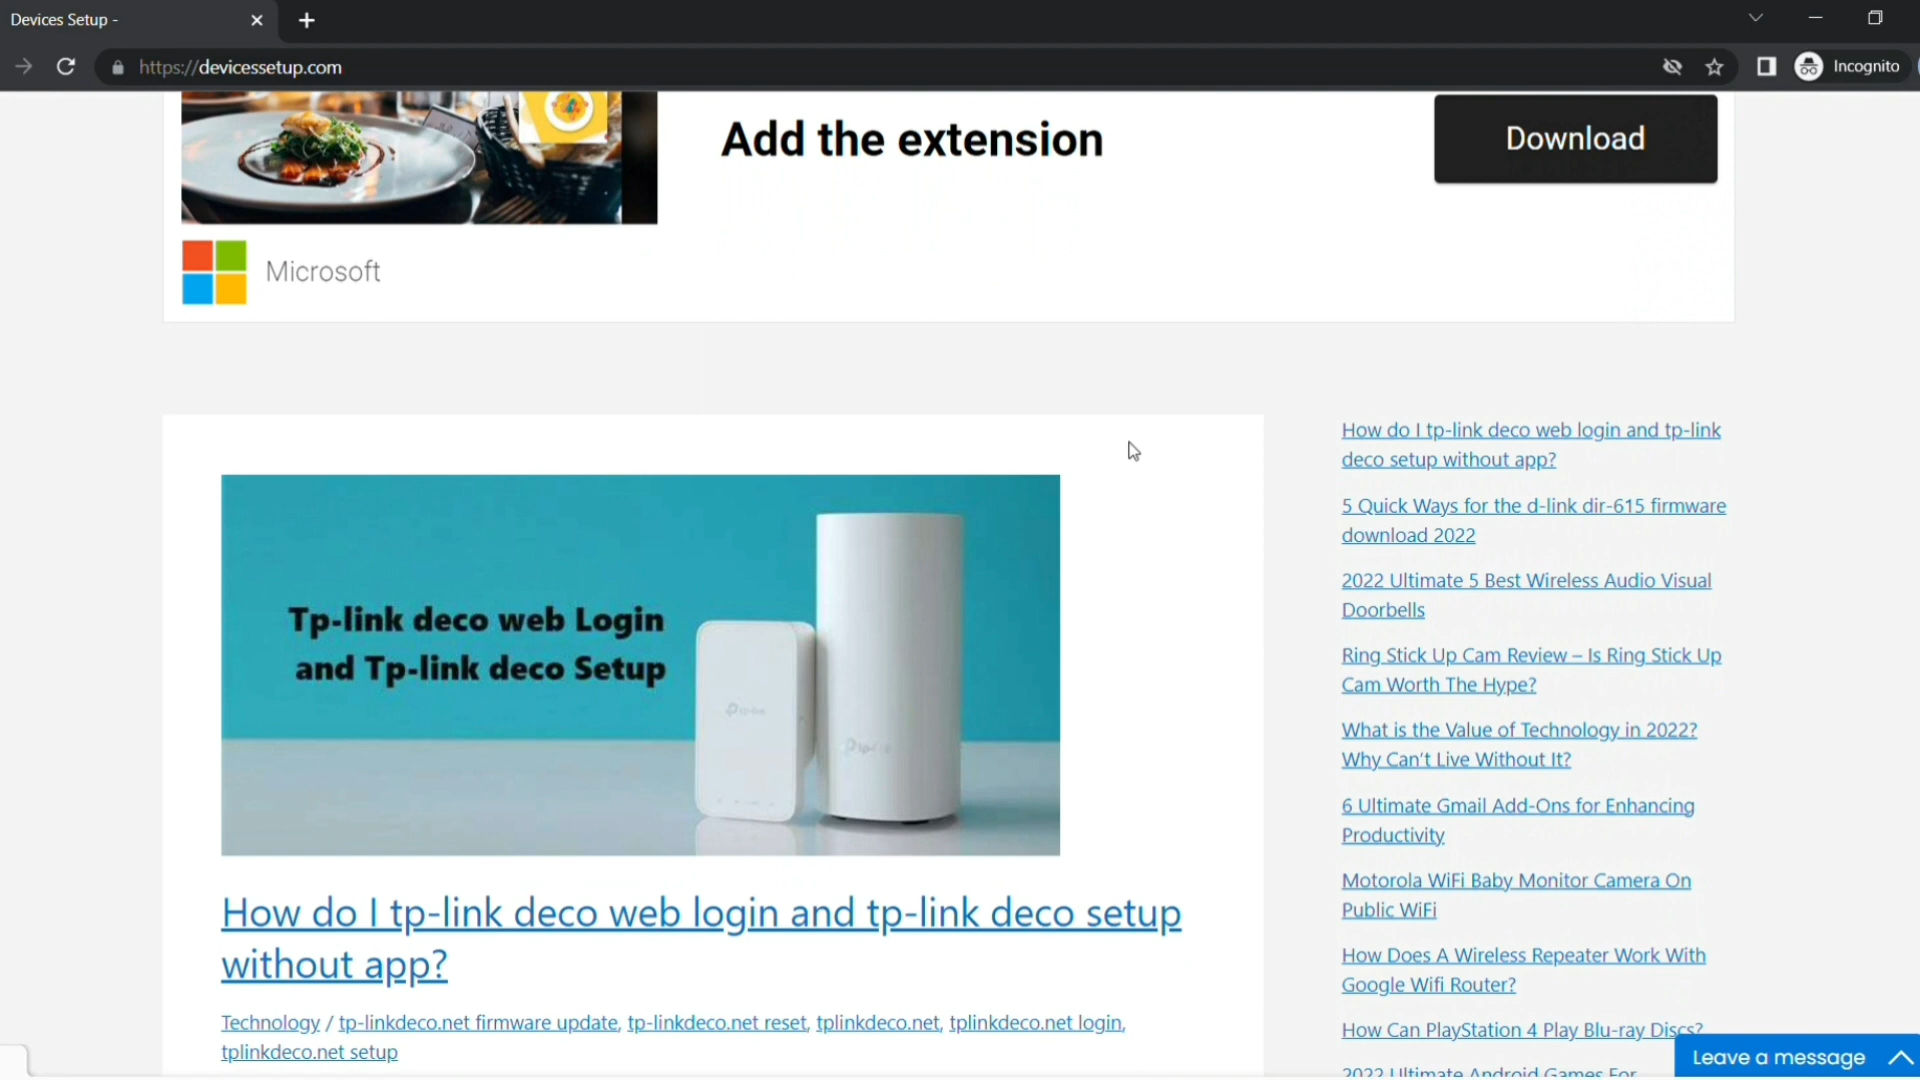 Devices Setup -
https://devicessetup.com
Incognito
Add the extension
Download
Microsoft
Tp-link deco web Login
and Tp-link deco Setup
tp-link
How do I tp-link deco web login and tp-link deco setup
without app?
Technology / tp-linkdeco.net firmware update, tp-linkdeco.net reset, tplinkdeco.net, tplinkdeco.net login,
tplinkdeco.net setup
How do I tp-link deco web login and tp-link
deco setup without app?
5 Quick Ways for the d-link dir-615 firmware
download 2022
2022 Ultimate 5 Best Wireless Audio Visual
Doorbells
Ring Stick Up Cam Review – Is Ring Stick Up
Cam Worth The Hype?
What is the Value of Technology in 2022?
Why Can't Live Without It?
6 Ultimate Gmail Add-Ons for Enhancing
Productivity
Motorola WiFi Baby Monitor Camera On
Public WiFi
How Does A Wireless Repeater Work With
Google Wifi Router?
How Can PlayStation 4 Play Blu-ray Discs?
2022 Ultimate Android Games For
Leave a message